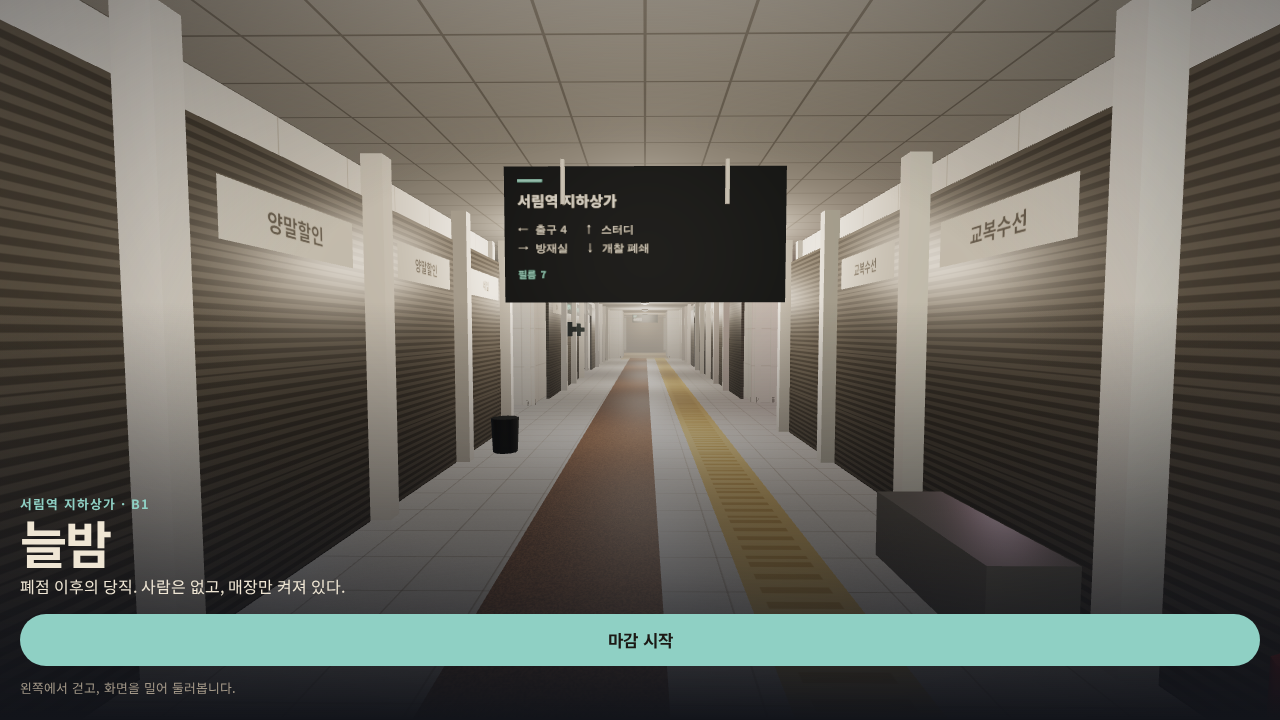 서림역 지하상가
← 출구 4 ↑ 스터디
→ 방재실 ↓ 개찰 폐쇄
필름 7
양말할인
양말할인
교복수선
교복수선
서림역 지하상가 · B1
늘밤
폐점 이후의 당직. 사람은 없고, 매장만 켜져 있다.
마감 시작
왼쪽에서 걷고, 화면을 밀어 둘러봅니다.